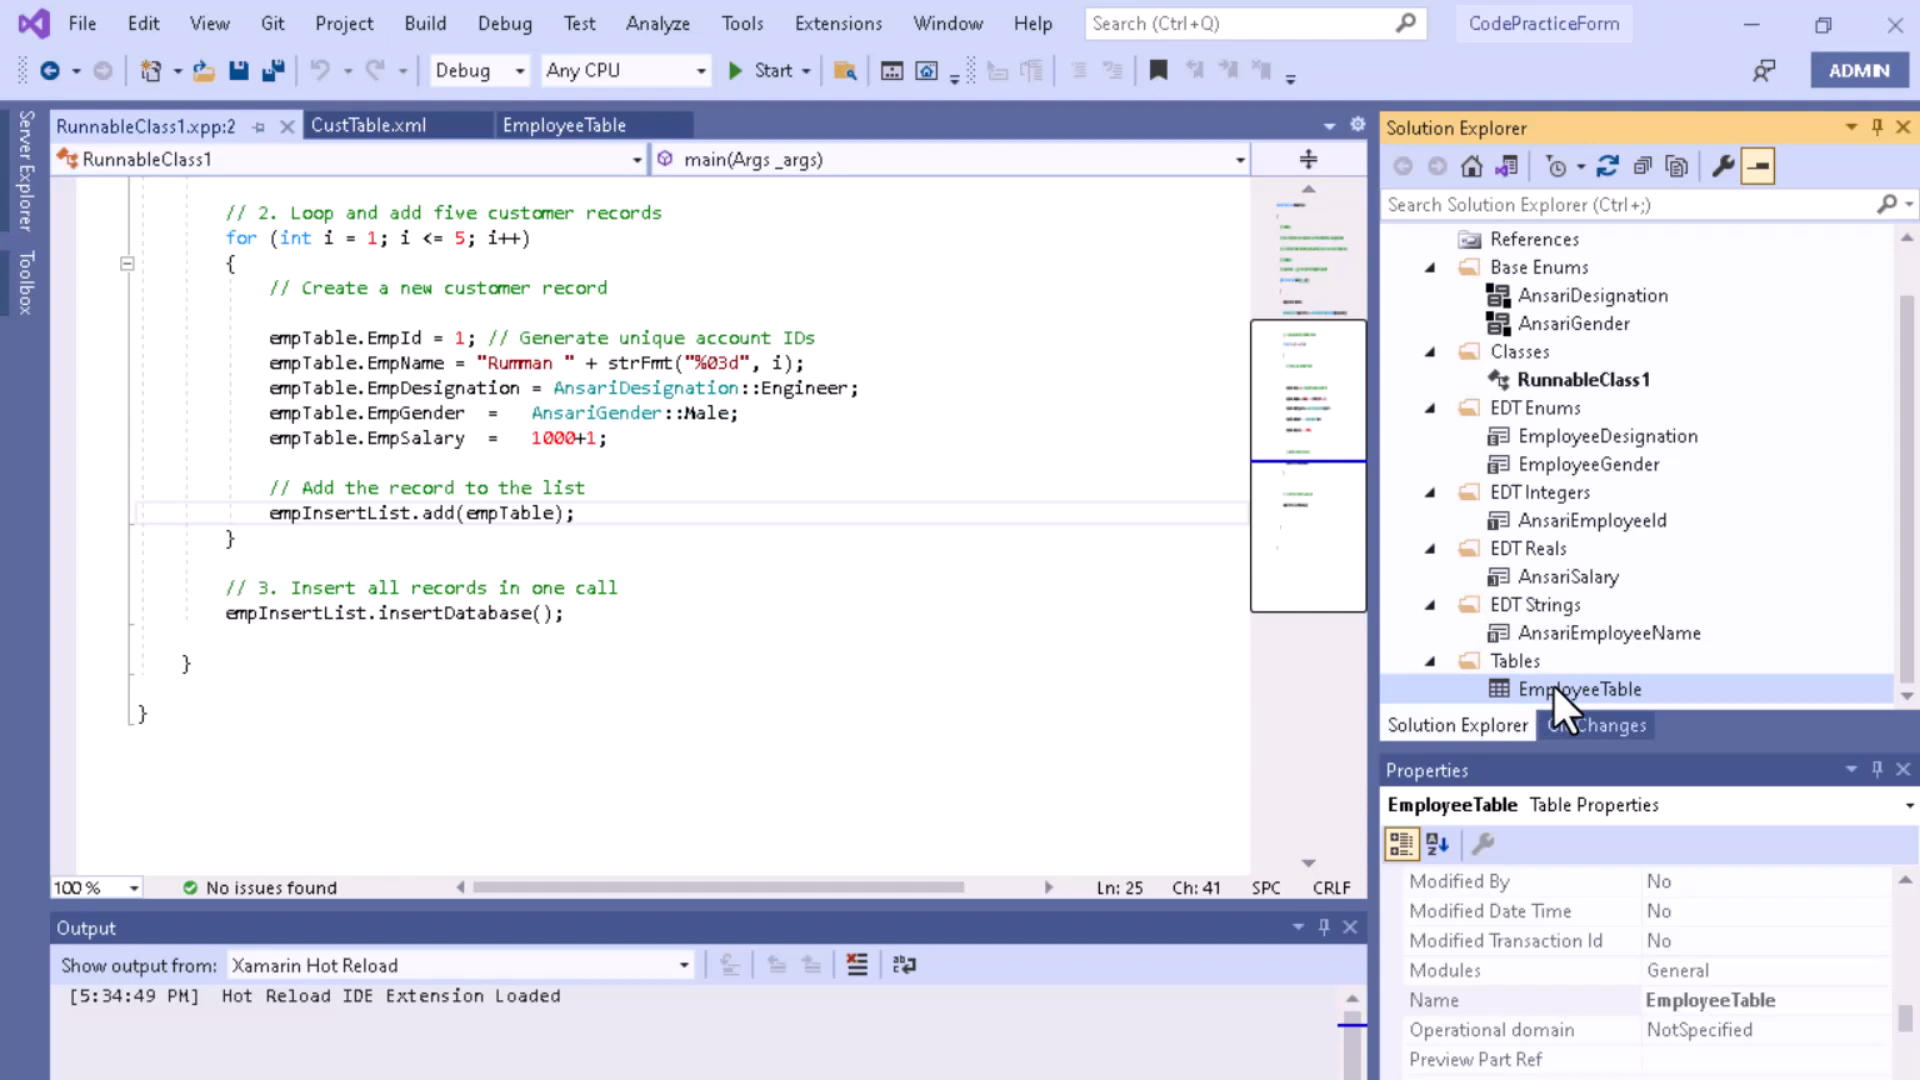 File Edit View Git Project Build Debug Test Analyze Tools Extensions Window Help Search (Ctrl+Q) CodePracticeForm
Debug Any CPU Start ADMIN
Server Explorer
Toolbox
RunnableClass1.xpp:2 CustTable.xml EmployeeTable
RunnableClass1 main(Args _args)
// 2. Loop and add five customer records
for (int i = 1; i <= 5; i++)
{
// Create a new customer record
empTable.EmpId = 1; // Generate unique account IDs
empTable.EmpName = "Rumman " + strFmt("%03d", i);
empTable.EmpDesignation = AnsariDesignation::Engineer;
empTable.EmpGender = AnsariGender::Male;
empTable.EmpSalary = 1000+1;
// Add the record to the list
empInsertList.add(empTable);
}
// 3. Insert all records in one call
empInsertList.insertDatabase();
}
}
100 % No issues found Ln: 25 Ch: 41 SPC CRLF
Output
Show output from: Xamarin Hot Reload
[5:34:49 PM] Hot Reload IDE Extension Loaded
Solution Explorer
Search Solution Explorer (Ctrl+;)
References
Base Enums
AnsariDesignation
AnsariGender
Classes
RunnableClass1
EDT Enums
EmployeeDesignation
EmployeeGender
EDT Integers
AnsariEmployeeId
EDT Reals
AnsariSalary
EDT Strings
AnsariEmployeeName
Tables
EmployeeTable
Solution Explorer Changes
Properties
EmployeeTable Table Properties
Modified By No
Modified Date Time No
Modified Transaction Id No
Modules General
Name EmployeeTable
Operational domain NotSpecified
Preview Part Ref